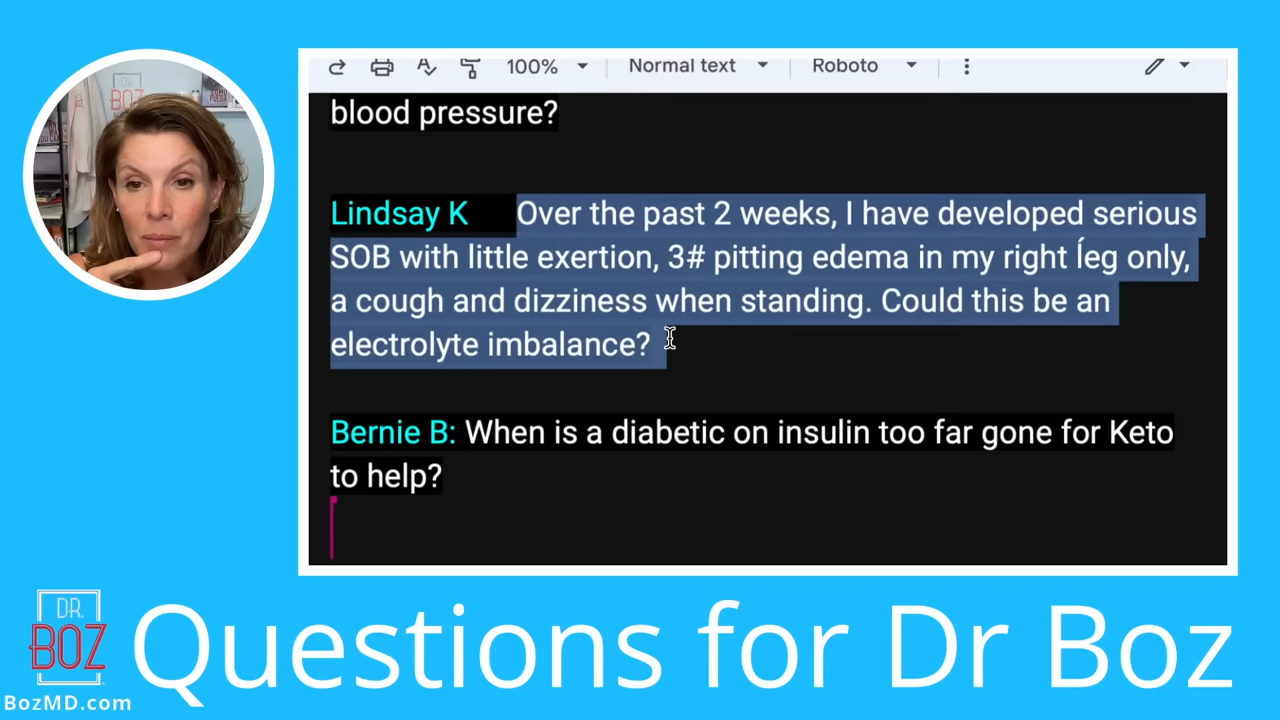 100%
Normal text
Roboto
blood pressure?
Lindsay K Over the past 2 weeks, I have developed serious
SOB with little exertion, 3# pitting edema in my right ĺeg only,
a cough and dizziness when standing. Could this be an
electrolyte imbalance?
Bernie B: When is a diabetic on insulin too far gone for Keto
to help?
DR.
BOZ
Questions for Dr Boz
BozMD.com